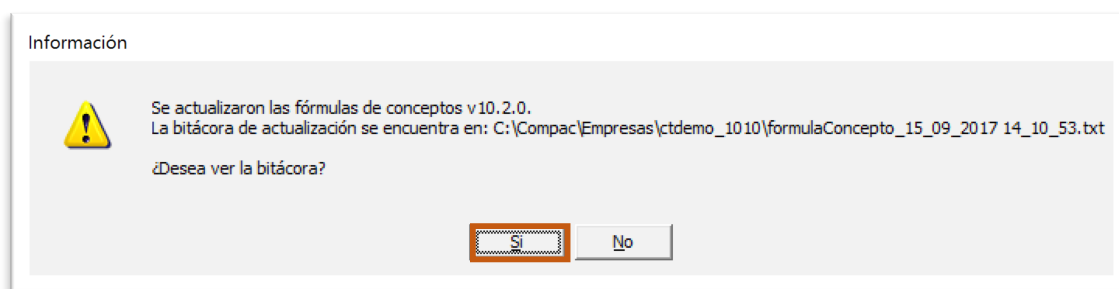 Información
Se actualizaron las fórmulas de conceptos v10.2.0.
La bitácora de actualización se encuentra en: C:\Compac\Empresas\ctdemo_1010\formulaConcepto_15_09_2017 14_10_53.txt
¿Desea ver la bitácora?
Si No